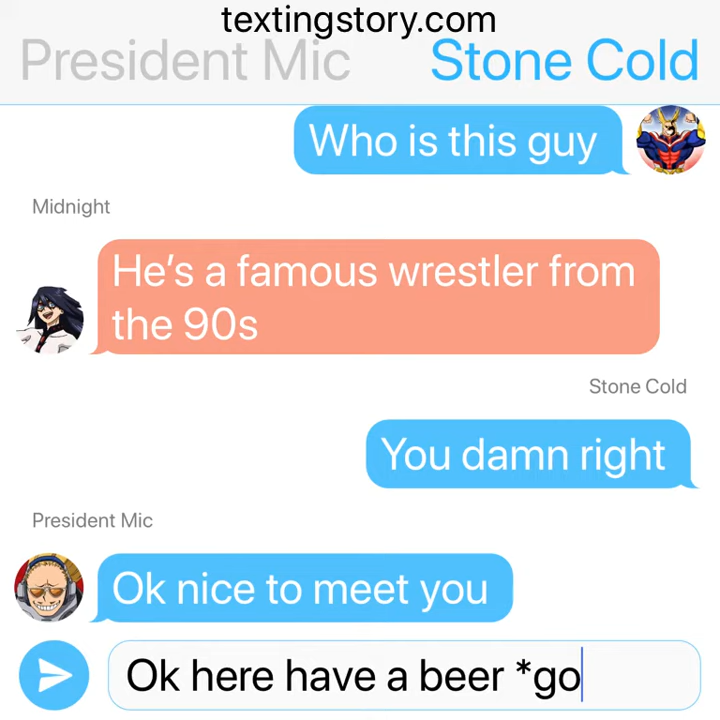 textingstory.com
President Mic
Stone Cold
Who is this guy
Midnight
He's a famous wrestler from
the 90s
Stone Cold
You damn right
President Mic
Ok nice to meet you
Ok here have a beer *go